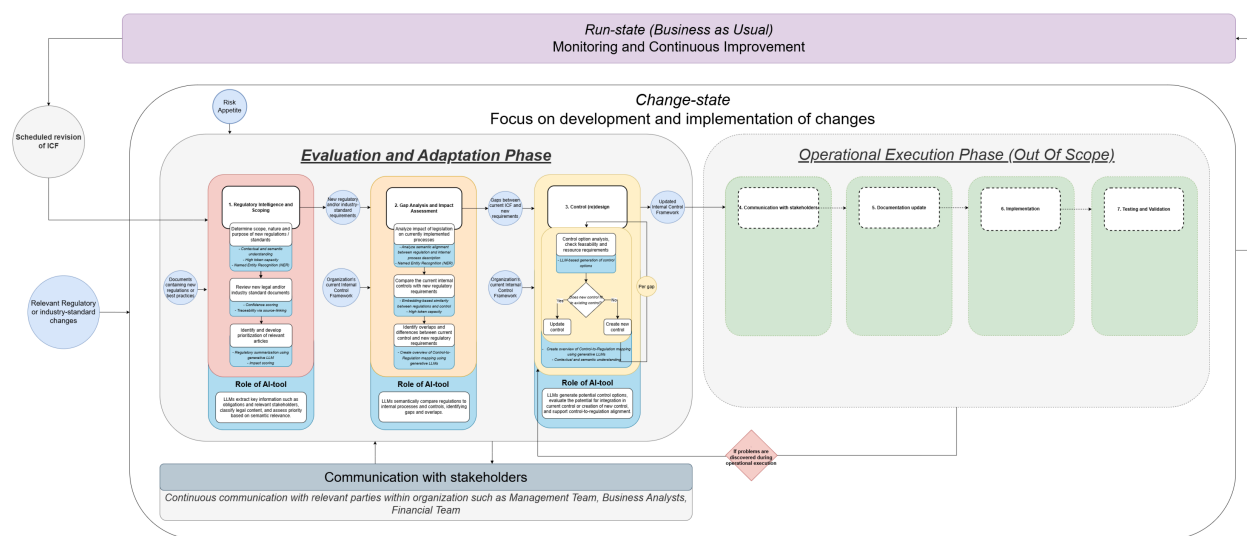 Run-state (Business as Usual)
Monitoring and Continuous Improvement
Scheduled revision
of ICF
Relevant Regulatory
or industry-standard
changes
Risk
Appetite
Change-state
Focus on development and implementation of changes
Evaluation and Adaptation Phase
Documents
containing new
regulations or
best practices
1. Regulatory Intelligence and
Scoping
Determine scope, nature and
purpose of new regulations /
standards
- Contextual and semantic
understanding
- High token capacity
- Named Entity Recognition (NER)
Review new legal and/or
industry standard documents
- Confidence scoring
- Traceability via source-linking
Identify and develop
prioritization of relevant
articles
- Regulatory summarization using
generative LLM
- Impact scoring
Role of AI-tool
LLMs extract key information such as
obligations and relevant stakeholders,
classify legal content, and assess priority
based on semantic relevance.
New regulatory
and/or industry-
standard
requirements
Organization's
current Internal
Control
Framework
2. Gap Analysis and Impact
Assessment
Analyze impact of legislation
on currently implemented
processes
- Analyze semantic alignment
between regulation and internal
process description
- Named Entity Recognition (NER)
Compare the current internal
controls with new regulatory
requirements
- Embedding-based similarity
between regulations and control
- High-token capacity
Identify overlaps and
differences between current
control and new regulatory
requirements
- Create overview of Control-to-
Regulation mapping using
generative LLMs
Role of AI-tool
LLMs semantically compare regulations to
internal processes and controls, identifying
gaps and overlaps.
Gaps between
current ICF and
new
requirements
Organization's
current Internal
Control
Framework
3. Control (re)design
Control option analysis,
check feasability and
resource requirements
- LLM-based generation of control
options
Does new control fit
in existing control?
Yes
No
Update
control
Create new
control
Per gap
- Create overview of Control-to-Regulation mapping
using generative LLMs
- Contextual and semantic understanding
Role of AI-tool
LLMs generate potential control options,
evaluate the potential for integration in
current control or creation of new control,
and support control-to-regulation alignment.
Updated
Internal Control
Framework
Operational Execution Phase (Out Of Scope)
4. Communication with stakeholders
5. Documentation update
6. Implementation
7. Testing and Validation
If problems are
discovered during
operational execution
Communication with stakeholders
Continuous communication with relevant parties within organization such as Management Team, Business Analysts,
Financial Team